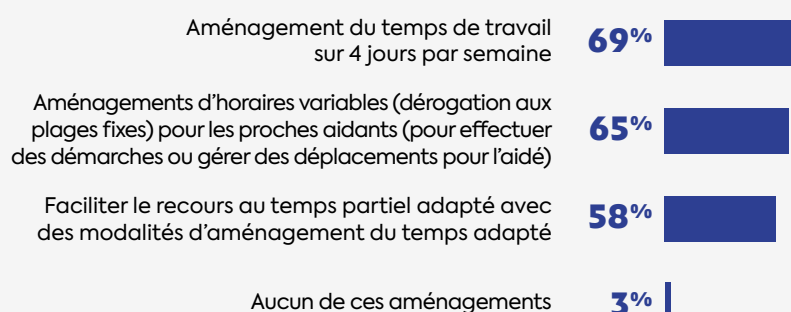 Aménagement du temps de travail
sur 4 jours par semaine
69%
Aménagements d’horaires variables (dérogation aux
plages fixes) pour les proches aidants (pour effectuer
des démarches ou gérer des déplacements pour l’aidé)
65%
Faciliter le recours au temps partiel adapté avec
des modalités d’aménagement du temps adapté
58%
Aucun de ces aménagements
3%